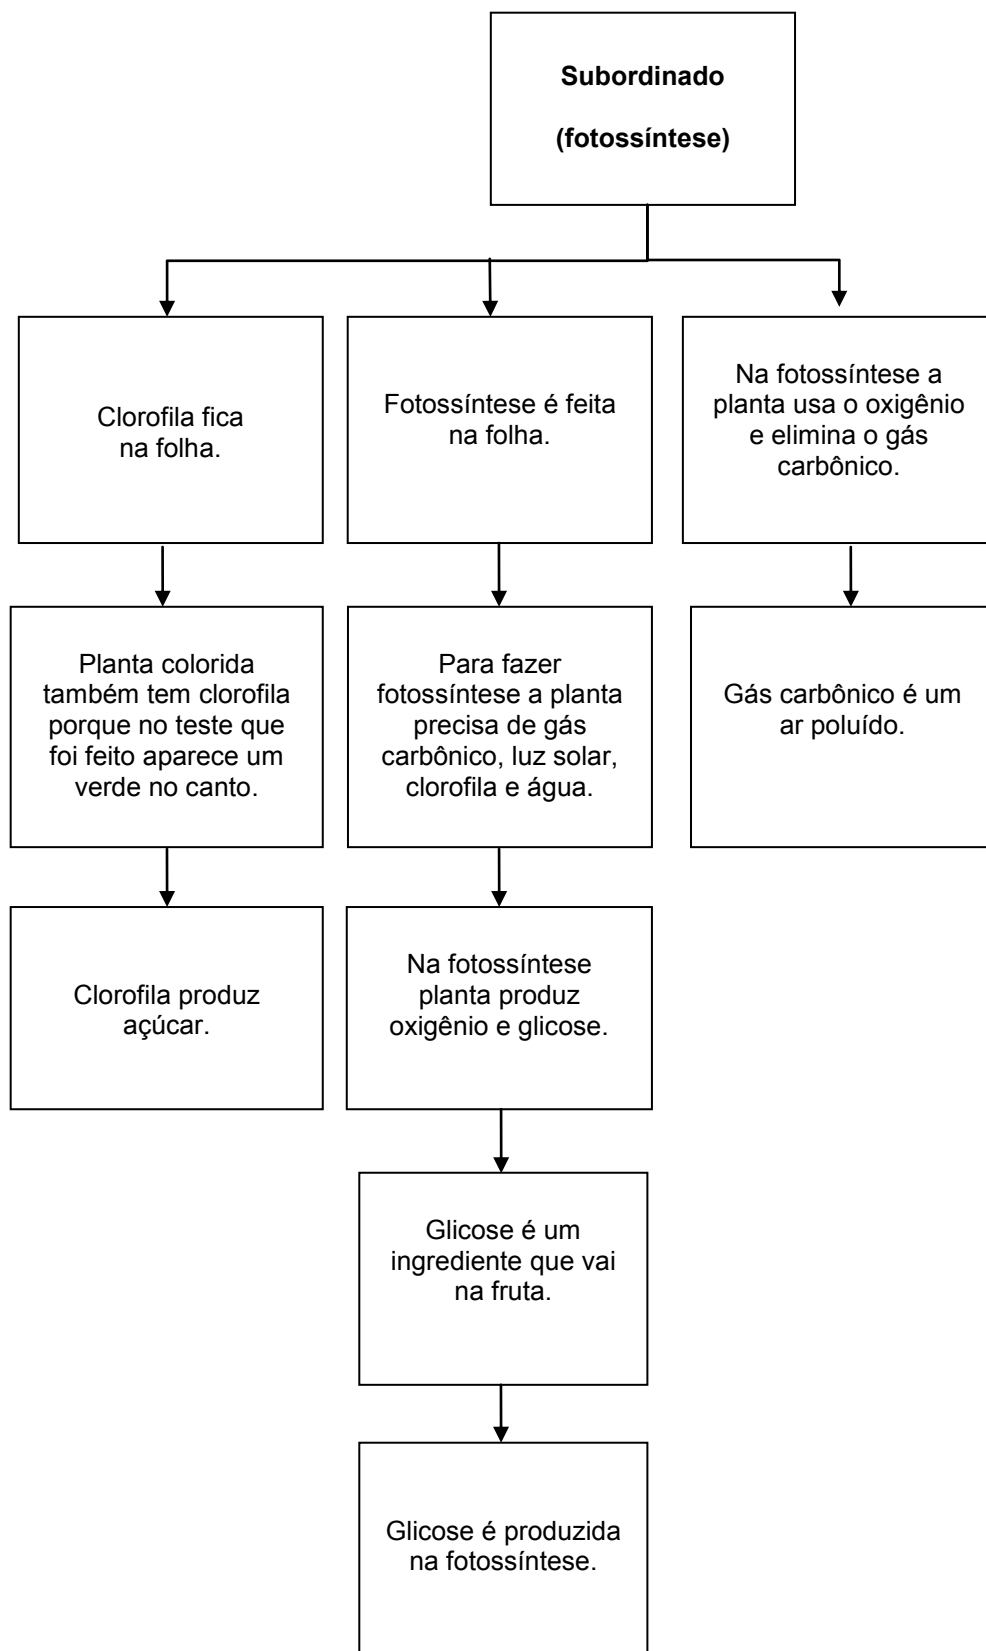 Subordinado
(fotossíntese)
Clorofila fica
na folha.
Fotossíntese é feita
na folha.
Na fotossíntese a
planta usa o oxigênio
e elimina o gás
carbônico.
Planta colorida
também tem clorofila
porque no teste que
foi feito aparece um
verde no canto.
Para fazer
fotossíntese a planta
precisa de gás
carbônico, luz solar,
clorofila e água.
Gás carbônico é um
ar poluído.
Clorofila produz
açúcar.
Na fotossíntese
planta produz
oxigênio e glicose.
Glicose é um
ingrediente que vai
na fruta.
Glicose é produzida
na fotossíntese.